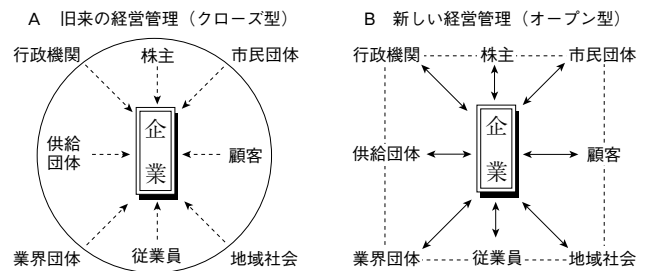 A 旧来の経営管理（クローズ型）
行政機関
株主
市民団体
供給
団体
企
業
顧客
業界団体
従業員
地域社会
B 新しい経営管理（オープン型）
行政機関
株主
市民団体
供給団体
企
業
顧客
業界団体
従業員
地域社会